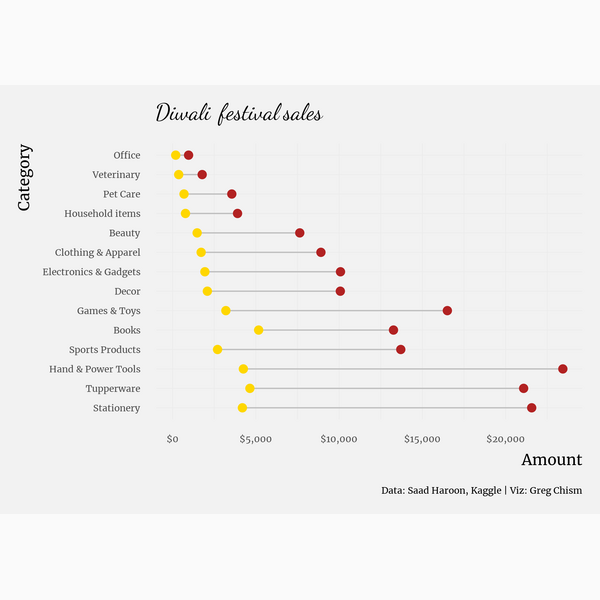 Diwali festival sales
Category
Office
Veterinary
Pet Care
Household items
Beauty
Clothing & Apparel
Electronics & Gadgets
Decor
Games & Toys
Books
Sports Products
Hand & Power Tools
Tupperware
Stationery
$0 $5,000 $10,000 $15,000 $20,000
Amount
Data: Saad Haroon, Kaggle | Viz: Greg Chism